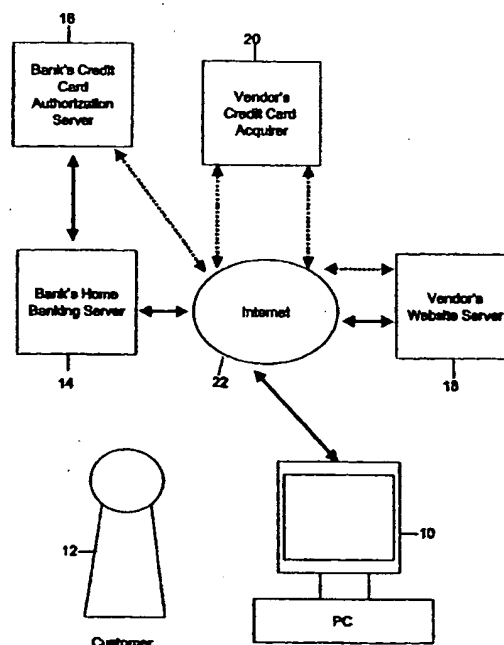 16
Bank's Credit
Card
Authorization
Server
20
Vendor's
Credit Card
Acquirer
Bank's Home
Banking Server
14
Internet
22
Vendor's
Website Server
18
12
Customer
10
PC